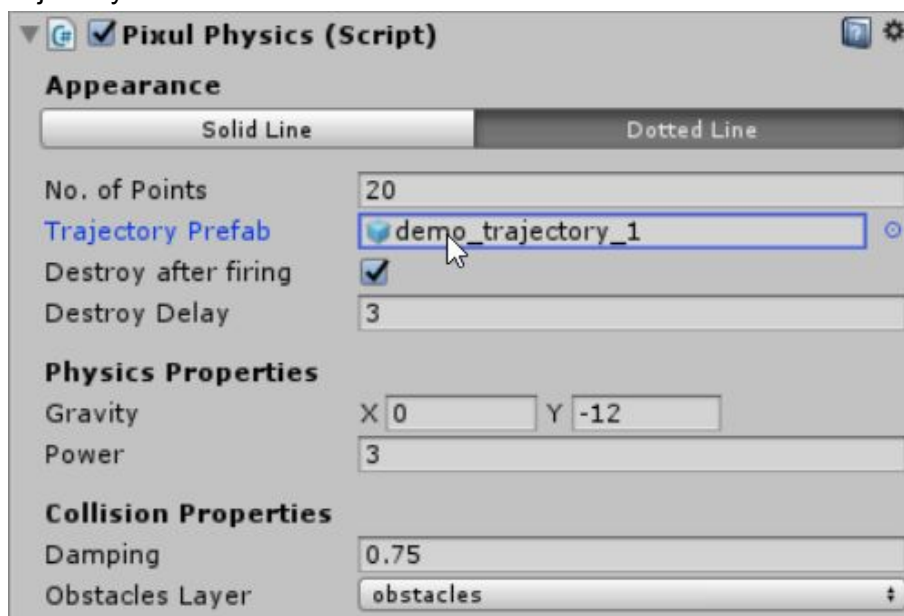 Pixul Physics (Script)
Appearance
Solid Line Dotted Line
No. of Points 20
Trajectory Prefab demo_trajectory_1
Destroy after firing
Destroy Delay 3
Physics Properties
Gravity X 0 Y -12
Power 3
Collision Properties
Damping 0.75
Obstacles Layer obstacles